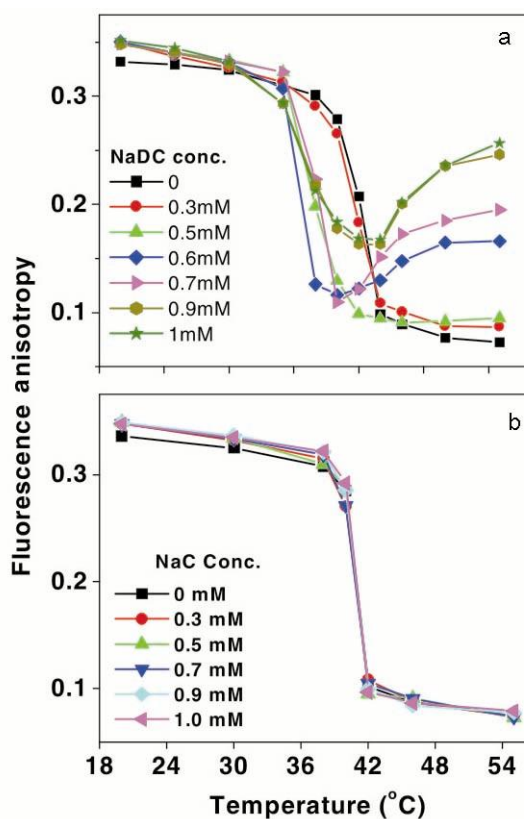 a
0.3
0.2
0.1
NaDC conc.
0
0.3mM
0.5mM
0.6mM
0.7mM
0.9mM
1mM
Fluorescence anisotropy
b
0.3
0.2
0.1
NaC Conc.
0 mM
0.3 mM
0.5 mM
0.7 mM
0.9 mM
1.0 mM
18 24 30 36 42 48 54
Temperature (°C)